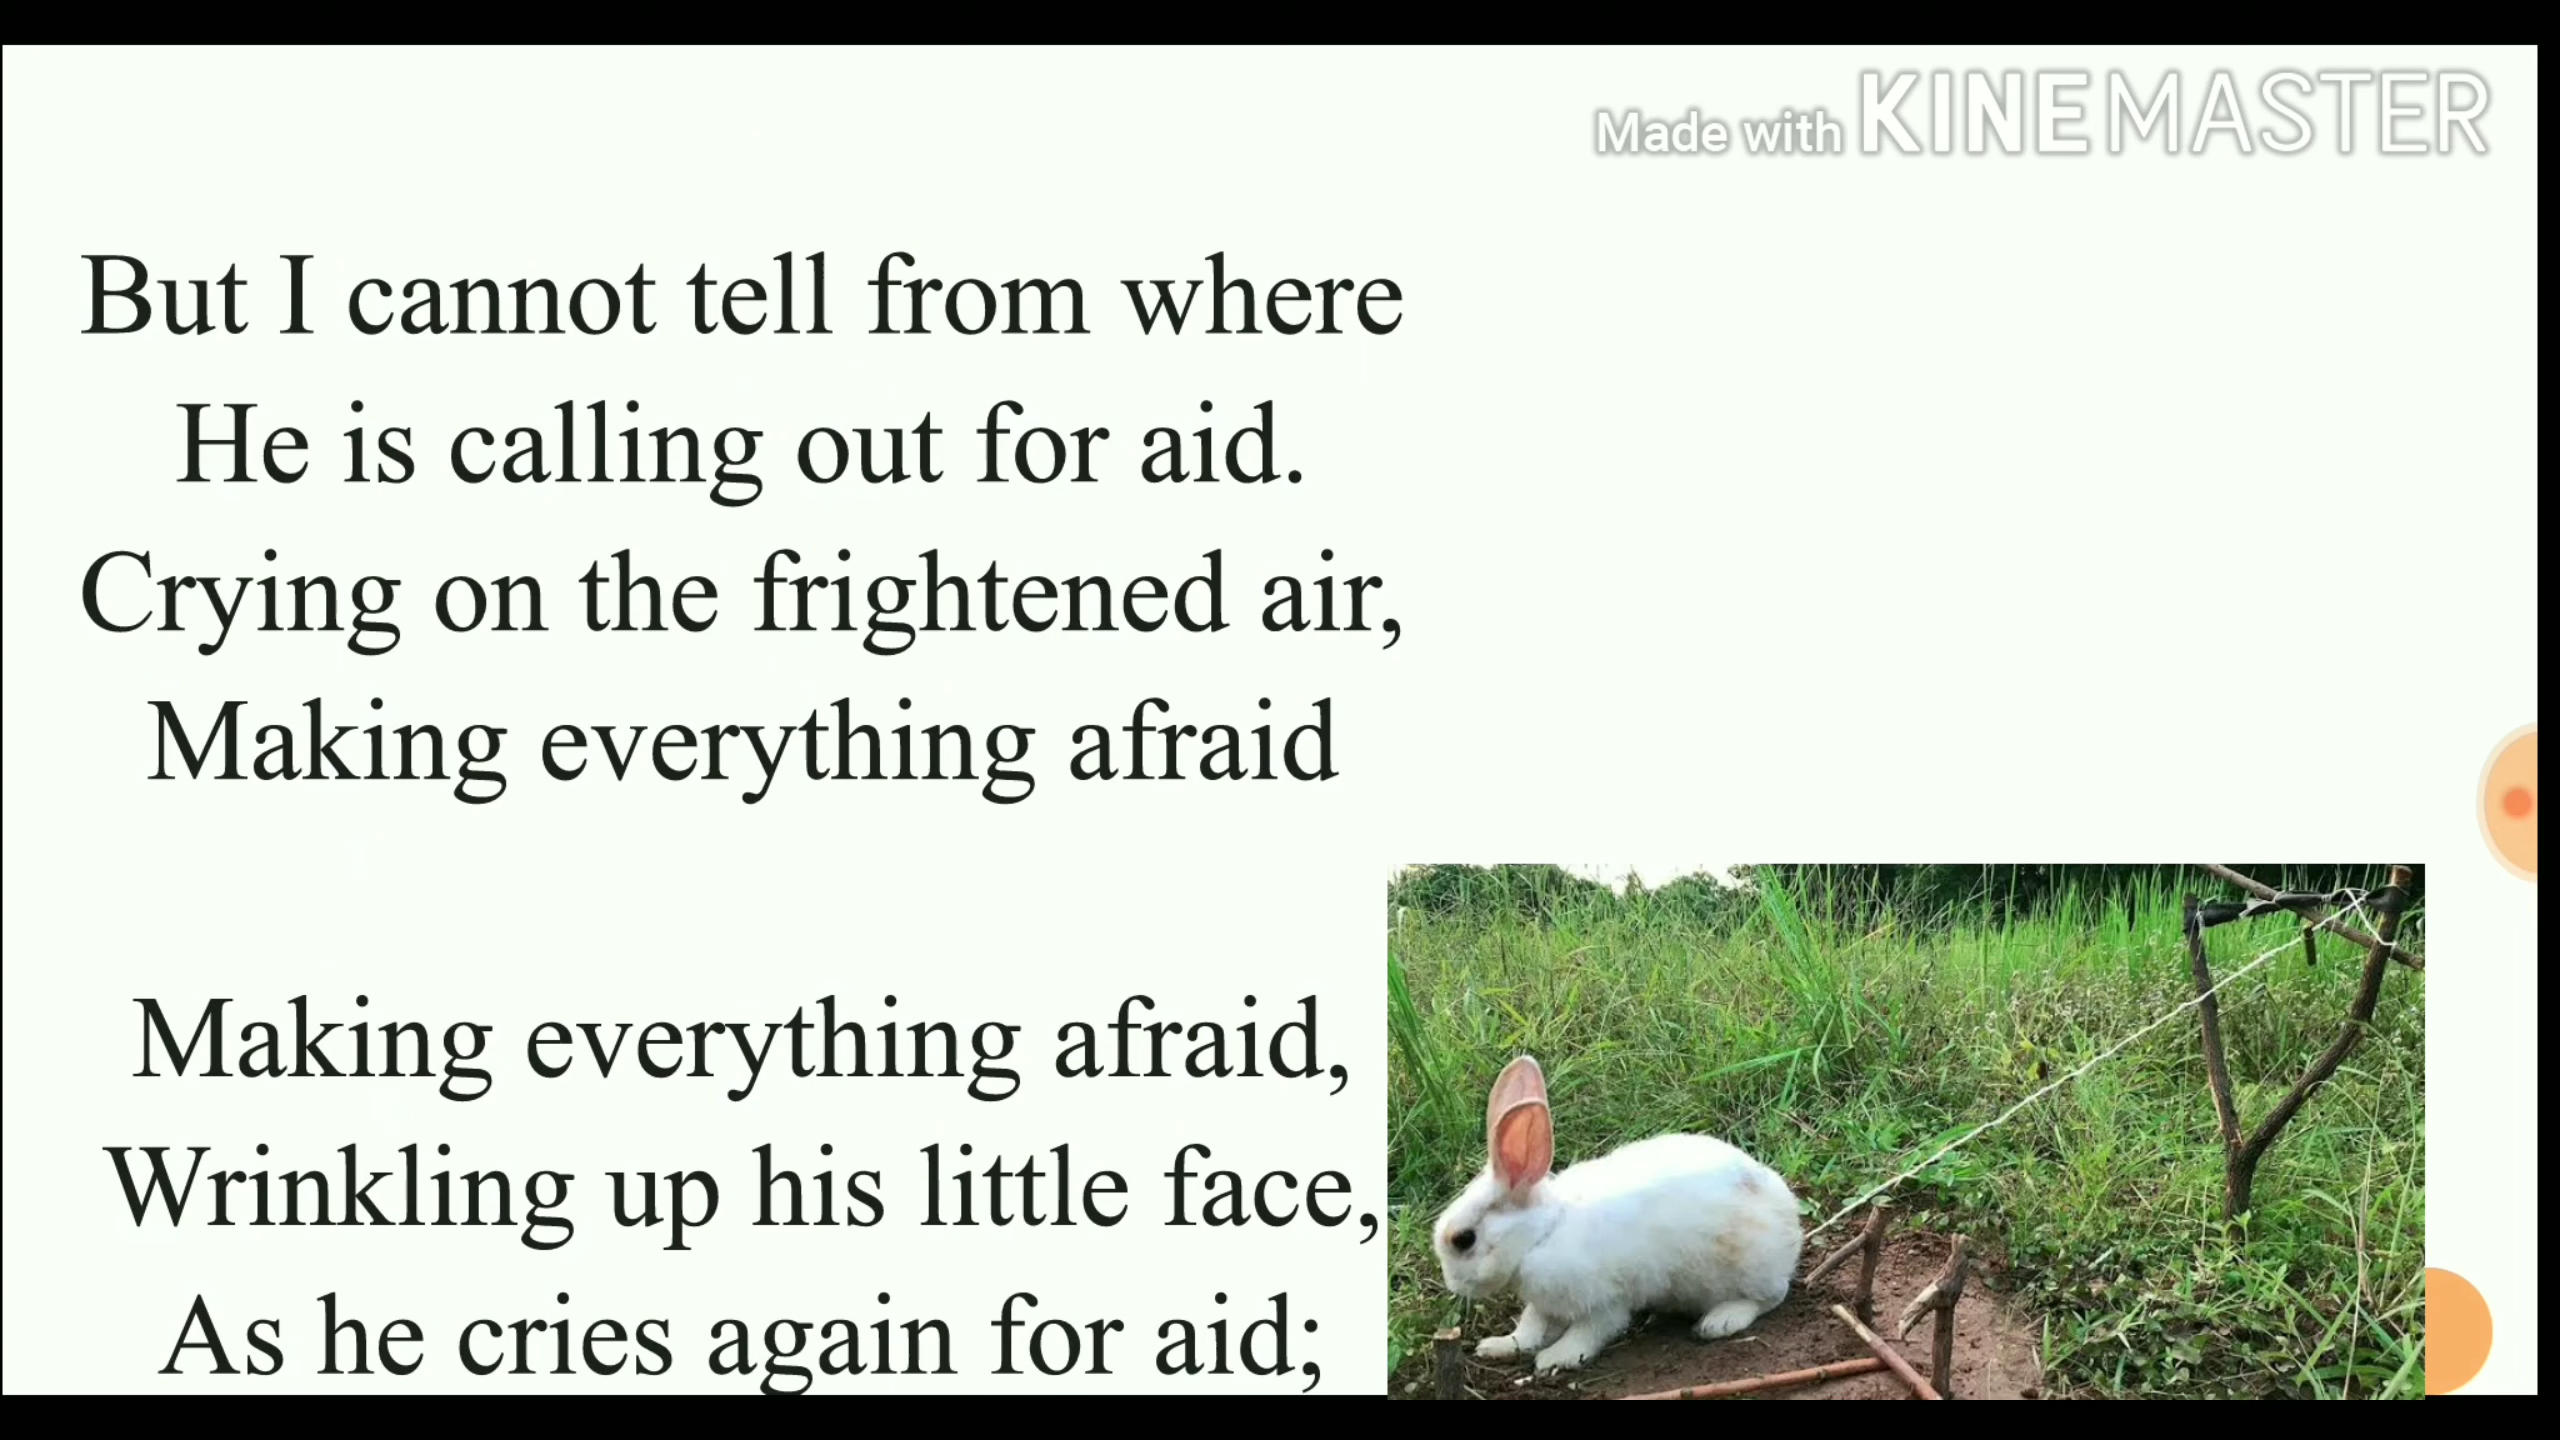 Made with KINEMASTER
But I cannot tell from where
He is calling out for aid.
Crying on the frightened air,
Making everything afraid
Making everything afraid,
Wrinkling up his little face,
As he cries again for aid;